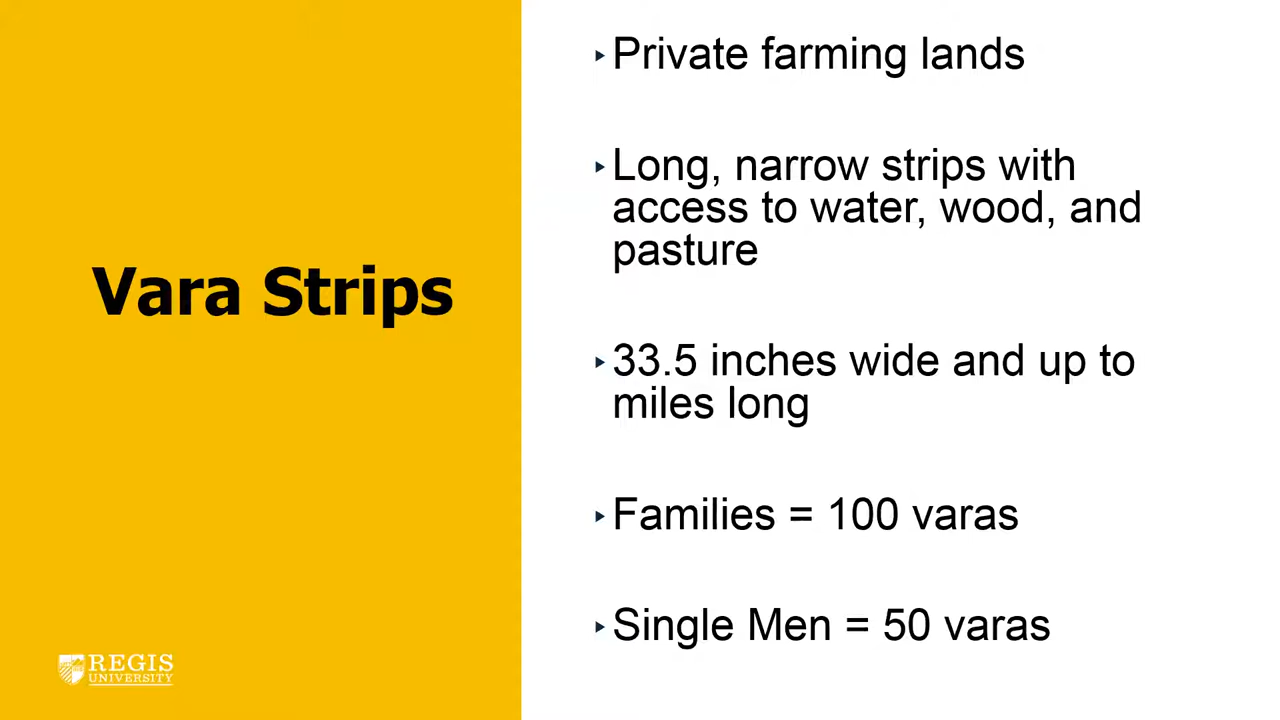 Vara Strips
‣Private farming lands
‣Long, narrow strips with
access to water, wood, and
pasture
‣33.5 inches wide and up to
miles long
‣Families = 100 varas
‣Single Men = 50 varas
REGIS
UNIVERSITY